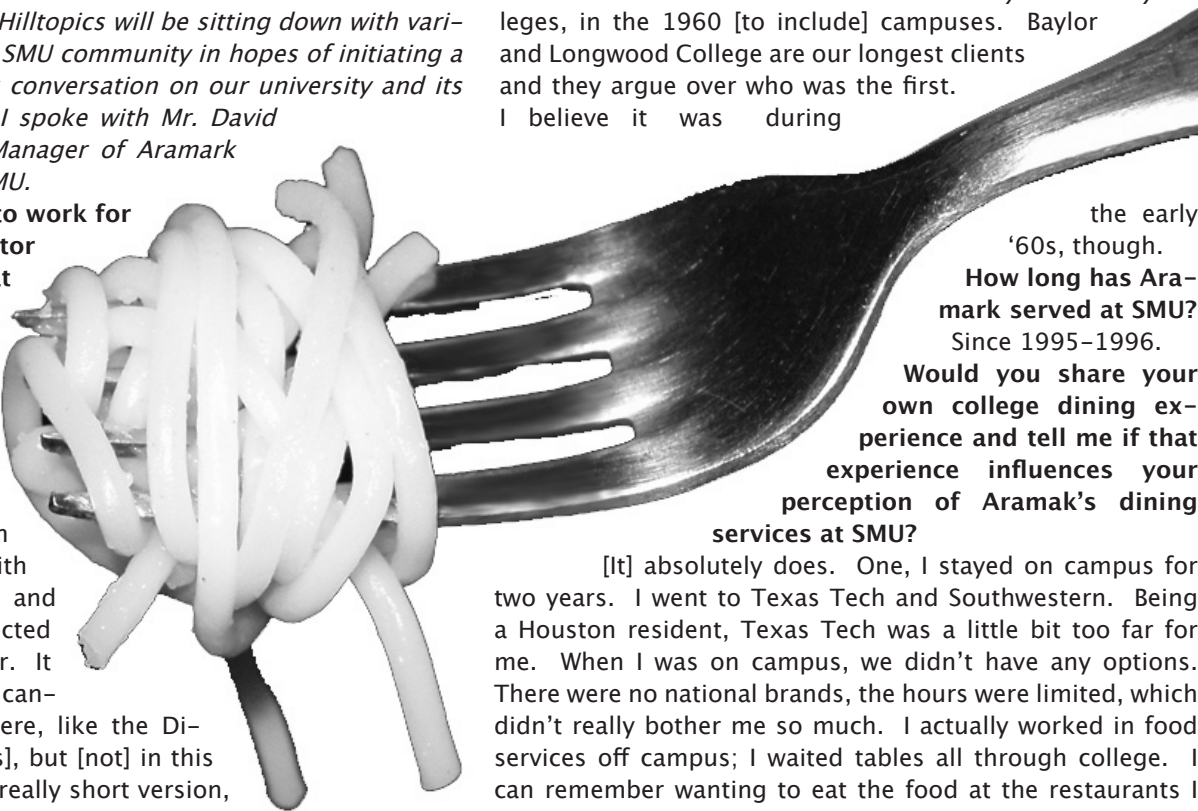 Hilltopics will be sitting down with vari-
SMU community in hopes of initiating a
conversation on our university and its
I spoke with Mr. David
Manager of Aramark
MU.
to work for
tor
ith
and
cted
r. It
can-
ere, like the Di-
s], but [not] in this
really short version,
leges, in the 1960 [to include] campuses. Baylor
and Longwood College are our longest clients
and they argue over who was the first.
I believe it was during
the early
‘60s, though.
How long has Ara-
mark served at SMU?
Since 1995-1996.
Would you share your
own college dining ex-
perience and tell me if that
experience influences your
perception of Aramak's dining
services at SMU?
[It] absolutely does. One, I stayed on campus for
two years. I went to Texas Tech and Southwestern. Being
a Houston resident, Texas Tech was a little bit too far for
me. When I was on campus, we didn't have any options.
There were no national brands, the hours were limited, which
didn't really bother me so much. I actually worked in food
services off campus; I waited tables all through college. I
can remember wanting to eat the food at the restaurants I